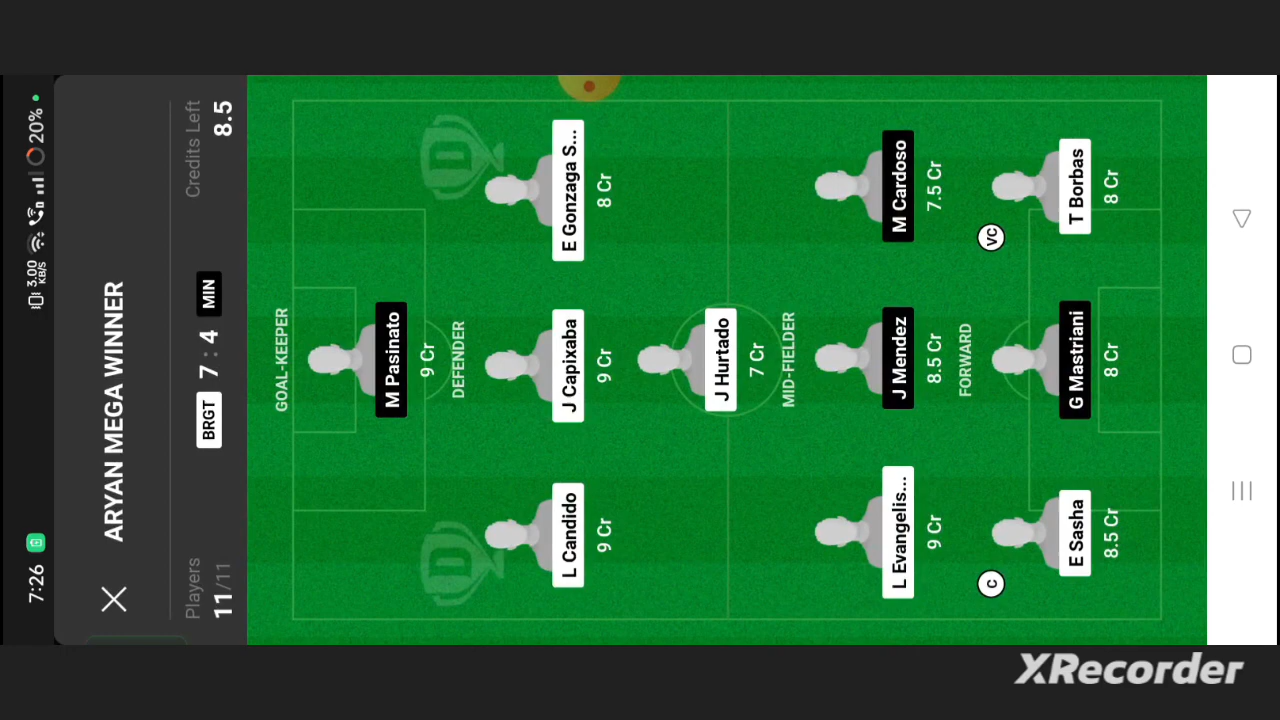 7:26
3.00 KB/S
20%
ARYAN MEGA WINNER
Players
11/11
BRGT 7 : 4 MIN
Credits Left
8.5
GOAL-KEEPER
M Pasinato
9 Cr
DEFENDER
L Candido
9 Cr
J Capixaba
9 Cr
E Gonzaga S...
8 Cr
J Hurtado
7 Cr
MID-FIELDER
L Evangelis...
9 Cr
J Mendez
8.5 Cr
M Cardoso
7.5 Cr
FORWARD
C
E Sasha
8.5 Cr
G Mastriani
8 Cr
VC
T Borbas
8 Cr
D
D
XRecorder